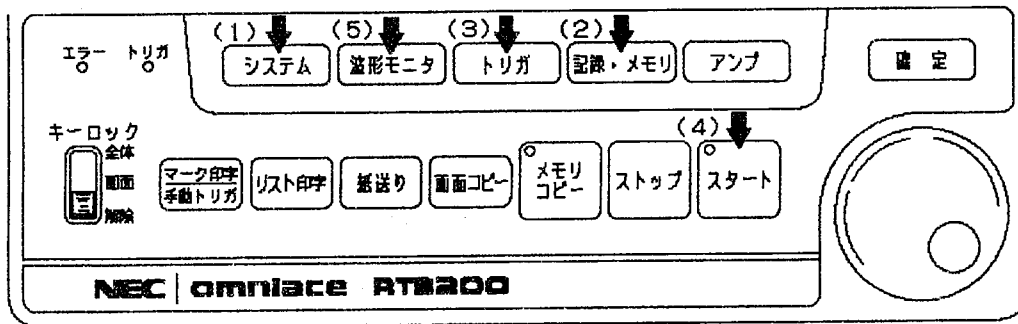 (1) (5) (3) (2)
エラー トリガ
システム 波形モニタ トリガ 記録・メモリ アンプ 確定
(4)
キーロック
全体
画面
解除
マーク印字
手動トリガ
リスト印字 紙送り 画面コピー
メモリ
コピー
ストップ スタート
NEC omniace RT3200